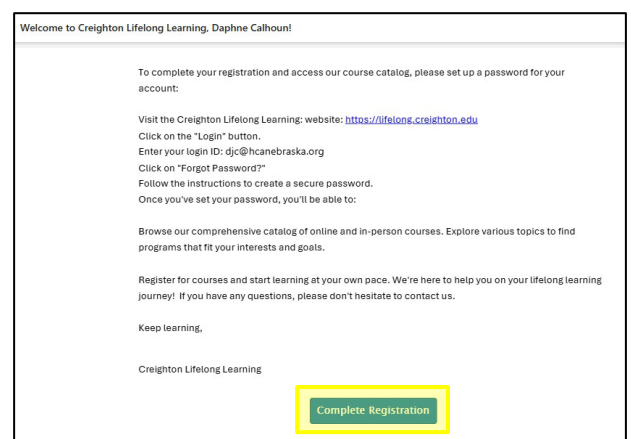 Welcome to Creighton Lifelong Learning, Daphne Calhoun!
To complete your registration and access our course catalog, please set up a password for your
account:
Visit the Creighton Lifelong Learning: website: https://lifelong.creighton.edu
Click on the "Login" button.
Enter your login ID: djc@hcanebraska.org
Click on "Forgot Password?"
Follow the instructions to create a secure password.
Once you've set your password, you'll be able to:
Browse our comprehensive catalog of online and in-person courses. Explore various topics to find
programs that fit your interests and goals.
Register for courses and start learning at your own pace. We're here to help you on your lifelong learning
journey! If you have any questions, please don't hesitate to contact us.
Keep learning,
Creighton Lifelong Learning
Complete Registration